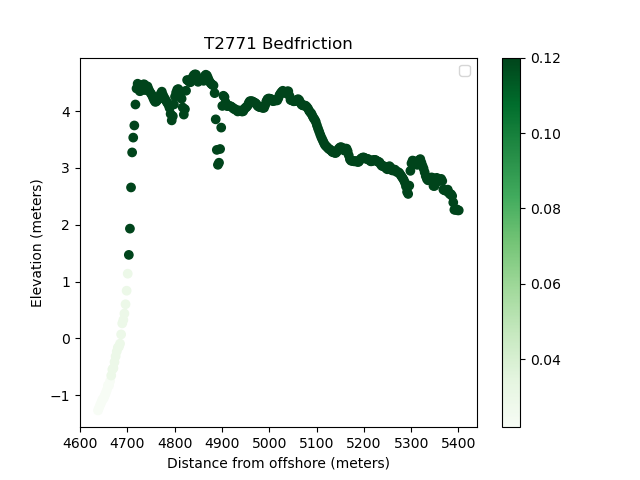 T2771 Bedfriction
Elevation (meters)
4
3
2
1
0
−1
4600 4700 4800 4900 5000 5100 5200 5300 5400
Distance from offshore (meters)
0.12
0.10
0.08
0.06
0.04